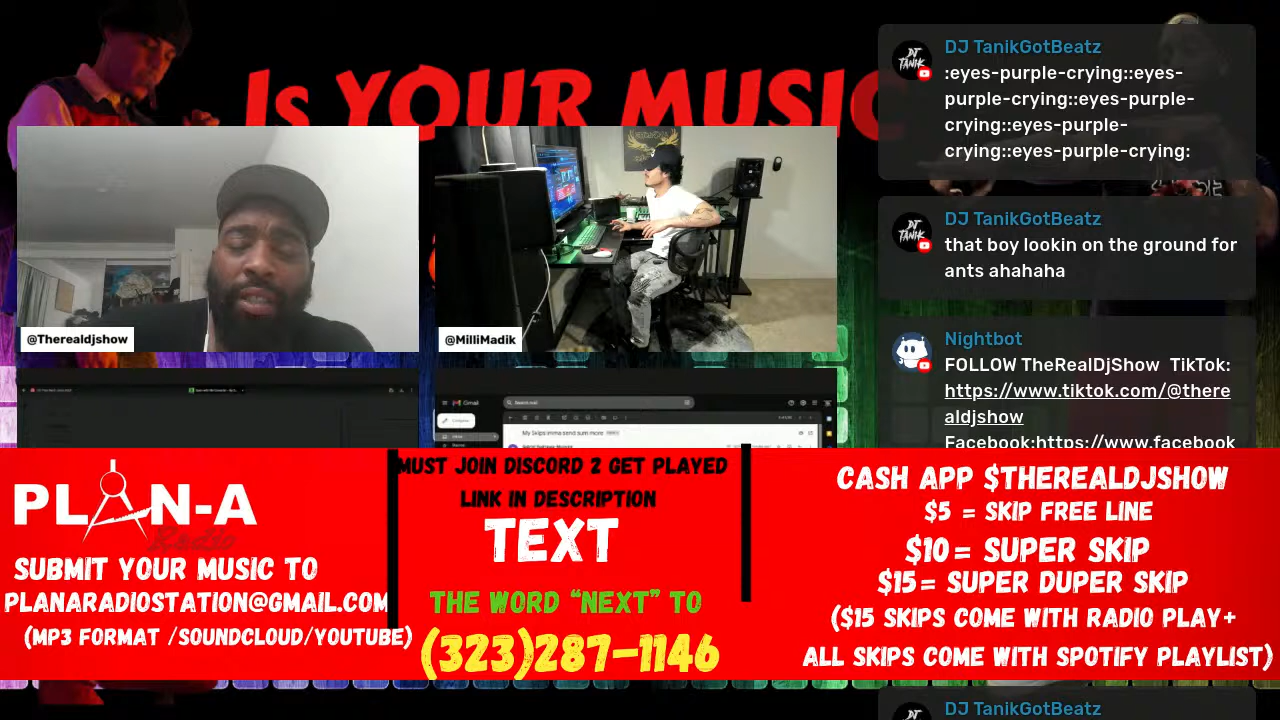 Is YOUR MUSIC
@Therealdjshow
@MilliMadik
Gmail
DJ TanikGotBeatz
:eyes-purple-crying::eyes-
purple-crying::eyes-purple-
crying::eyes-purple-
crying::eyes-purple-crying:
DJ TanikGotBeatz
that boy lookin on the ground for
ants ahahaha
Nightbot
FOLLOW TheRealDjShow TikTok:
https://www.tiktok.com/@there
aldjshow
Facebook:https://www.facebook
PLAN-A
Radio
SUBMIT YOUR MUSIC TO
PLANARADIOSTATION@GMAIL.COM
(MP3 FORMAT /SOUNDCLOUD/YOUTUBE)
MUST JOIN DISCORD 2 GET PLAYED
LINK IN DESCRIPTION
TEXT
THE WORD “NEXT” TO
(323)287-1146
CASH APP $THEREALDJSHOW
$5 = SKIP FREE LINE
$10= SUPER SKIP
$15= SUPER DUPER SKIP
($15 SKIPS COME WITH RADIO PLAY+
ALL SKIPS COME WITH SPOTIFY PLAYLIST)
DJ TanikGotBeatz